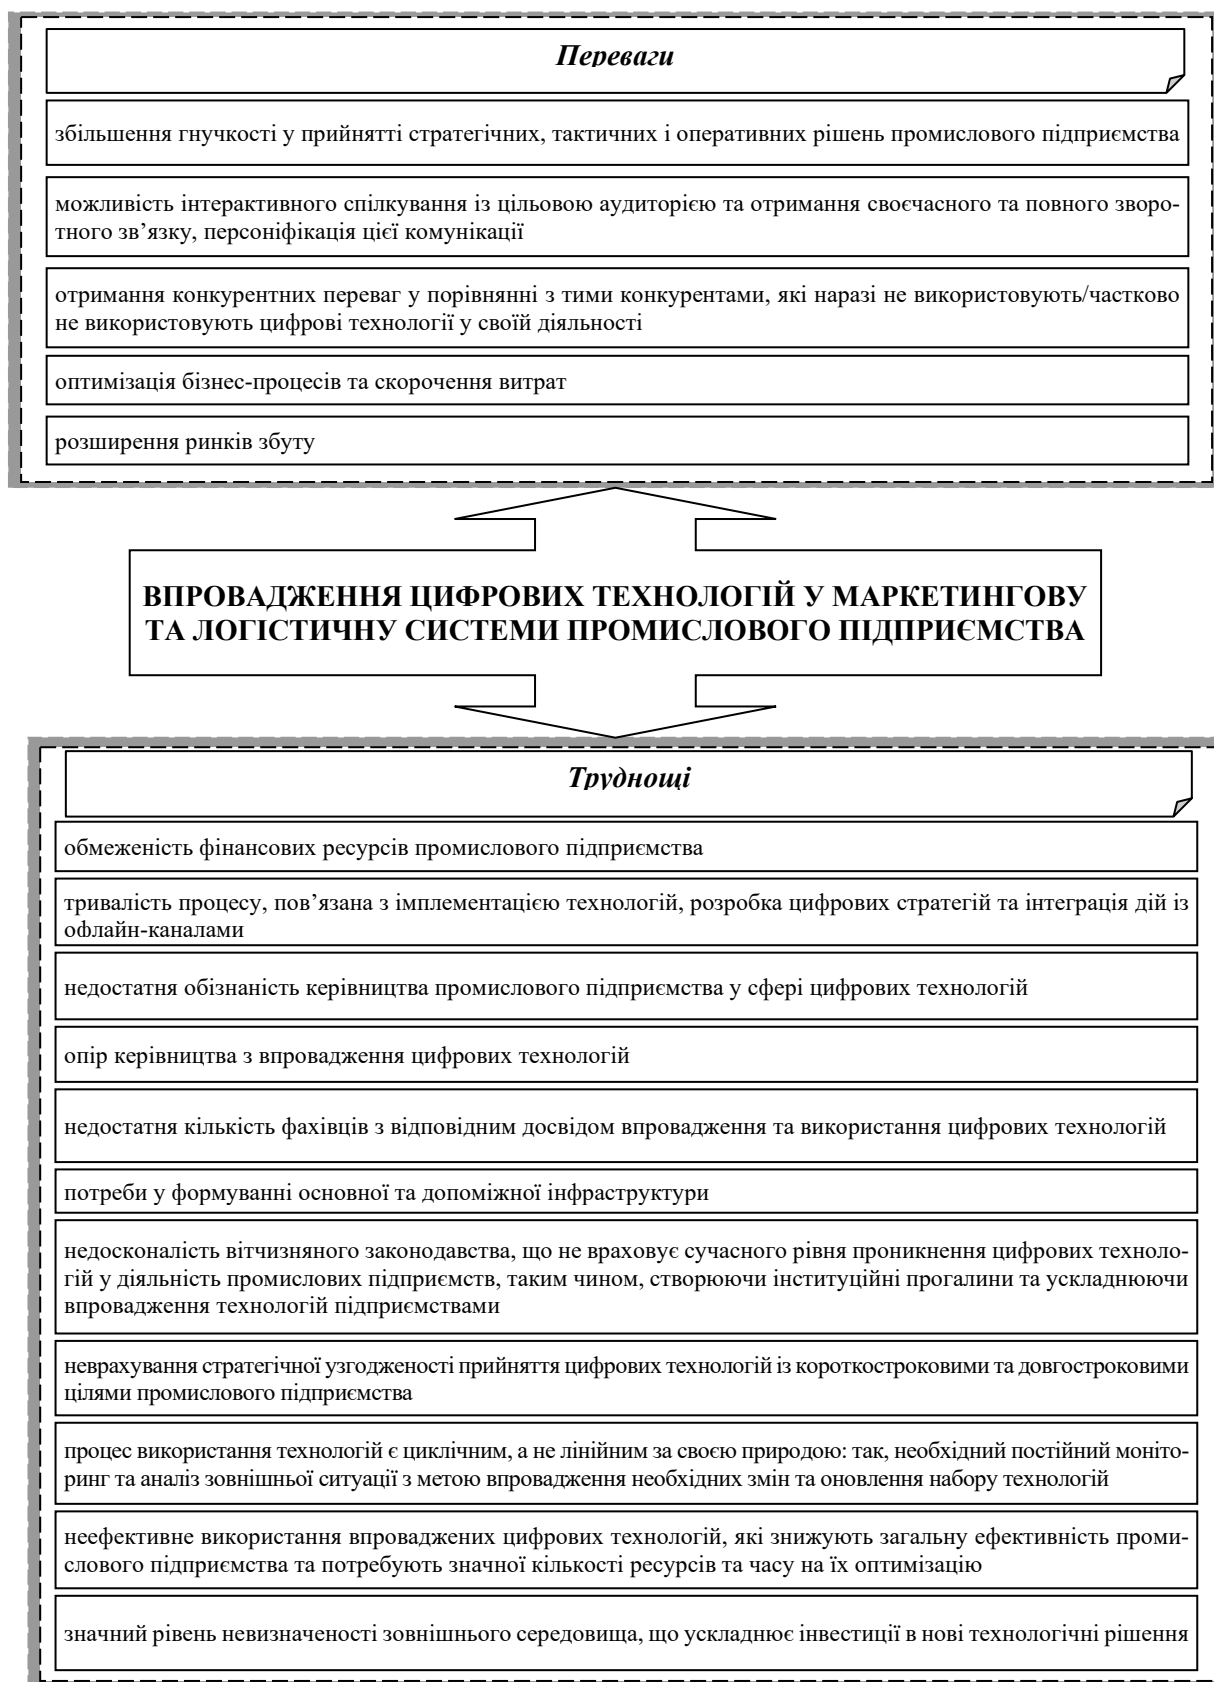 Переваги
збільшення гнучкості у прийнятті стратегічних, тактичних і оперативних рішень промислового підприємства
можливість інтерактивного спілкування із цільовою аудиторією та отримання своєчасного та повного зворо-
тного зв’язку, персоніфікація цієї комунікації
отримання конкурентних переваг у порівнянні з тими конкурентами, які наразі не використовують/частково
не використовують цифрові технології у своїй діяльності
оптимізація бізнес-процесів та скорочення витрат
розширення ринків збуту
ВПРОВАДЖЕННЯ ЦИФРОВИХ ТЕХНОЛОГІЙ У МАРКЕТИНГОВУ
ТА ЛОГІСТИЧНУ СИСТЕМИ ПРОМИСЛОВОГО ПІДПРИЄМСТВА
Труднощі
обмеженість фінансових ресурсів промислового підприємства
тривалість процесу, пов’язана з імплементацією технологій, розробка цифрових стратегій та інтеграція дій із
офлайн-каналами
недостатня обізнаність керівництва промислового підприємства у сфері цифрових технологій
опір керівництва з впровадження цифрових технологій
недостатня кількість фахівців з відповідним досвідом впровадження та використання цифрових технологій
потреби у формуванні основної та допоміжної інфраструктури
недосконалість вітчизняного законодавства, що не враховує сучасного рівня проникнення цифрових техноло-
гій у діяльність промислових підприємств, таким чином, створюючи інституційні прогалини та ускладнюючи
впровадження технологій підприємствами
неврахування стратегічної узгодженості прийняття цифрових технологій із короткостроковими та довгостроковими
цілями промислового підприємства
процес використання технологій є циклічним, а не лінійним за своєю природою: так, необхідний постійний моніто-
ринг та аналіз зовнішньої ситуації з метою впровадження необхідних змін та оновлення набору технологій
неефективне використання впроваджених цифрових технологій, які знижують загальну ефективність проми-
слового підприємства та потребують значної кількості ресурсів та часу на їх оптимізацію
значний рівень невизначеності зовнішнього середовища, що ускладнює інвестиції в нові технологічні рішення